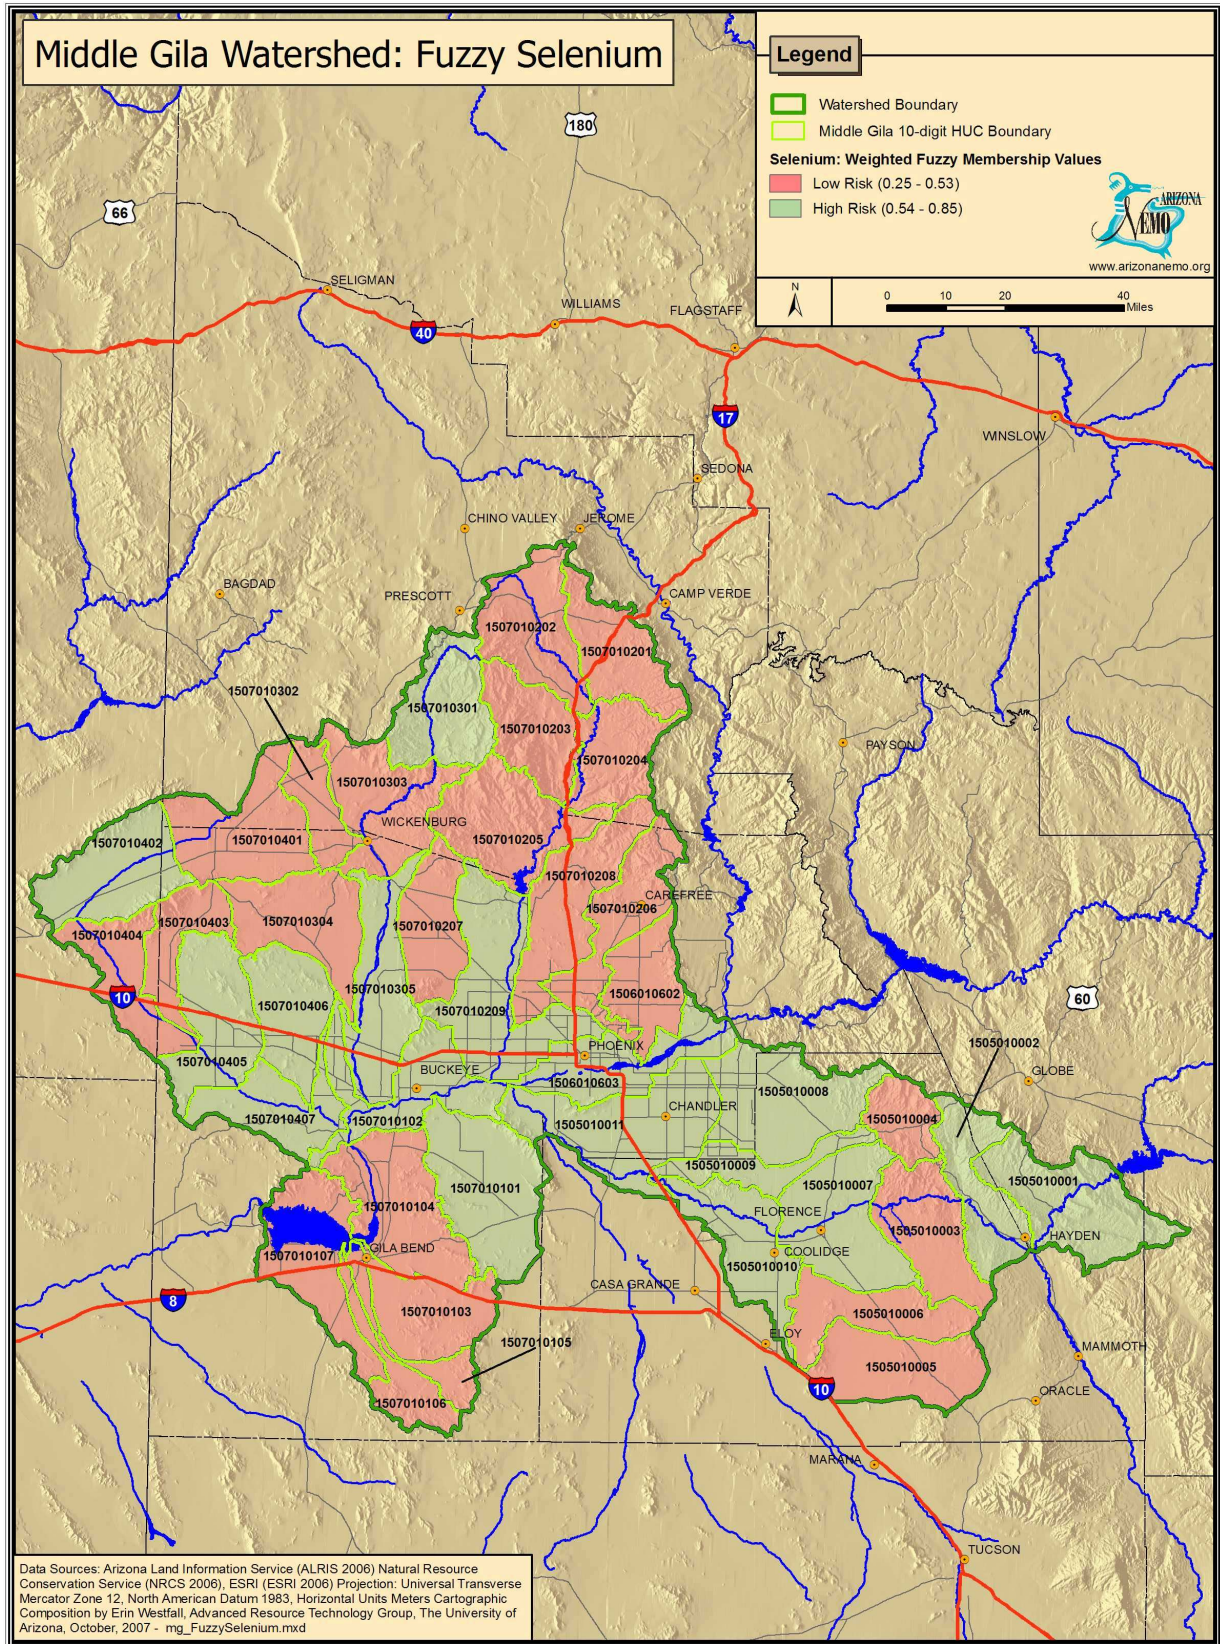 Middle Gila Watershed: Fuzzy Selenium
Legend
Watershed Boundary
Middle Gila 10-digit HUC Boundary
Selenium: Weighted Fuzzy Membership Values
Low Risk (0.25 - 0.53)
High Risk (0.54 - 0.85)
ARIZONA
NEMO
www.arizonanemo.org
N
0 10 20 40
Miles
180
66
SELIGMAN
WILLIAMS
FLAGSTAFF
40
17
WINSLOW
SEDONA
CHINO VALLEY
JEROME
BAGDAD
PRESCOTT
CAMP VERDE
1507010202
1507010201
1507010302
1507010301
1507010203
PAYSON
1507010204
1507010303
WICKENBURG
1507010402
1507010401
1507010205
1507010208
CAREFREE
1507010206
1507010403
1507010304
1507010207
1507010404
1507010305
1506010602
10
1507010406
1507010209
60
1505010002
PHOENIX
1507010405
BUCKEYE
GLOBE
1506010603
1505010008
CHANDLER
1507010407
1507010102
1505010011
1505010004
1505010009
1507010101
1505010007
1505010001
1507010104
FLORENCE
1505010003
HAYDEN
1507010107
GILA BEND
COOLIDGE
1505010010
CASA GRANDE
8
1507010103
1505010006
ELOY
1507010105
MAMMOTH
1505010005
10
ORACLE
1507010106
MARANA
TUCSON
Data Sources: Arizona Land Information Service (ALRIS 2006) Natural Resource
Conservation Service (NRCS 2006), ESRI (ESRI 2006) Projection: Universal Transverse
Mercator Zone 12, North American Datum 1983, Horizontal Units Meters Cartographic
Composition by Erin Westfall, Advanced Resource Technology Group, The University of
Arizona, October, 2007 - mg_FuzzySelenium.mxd